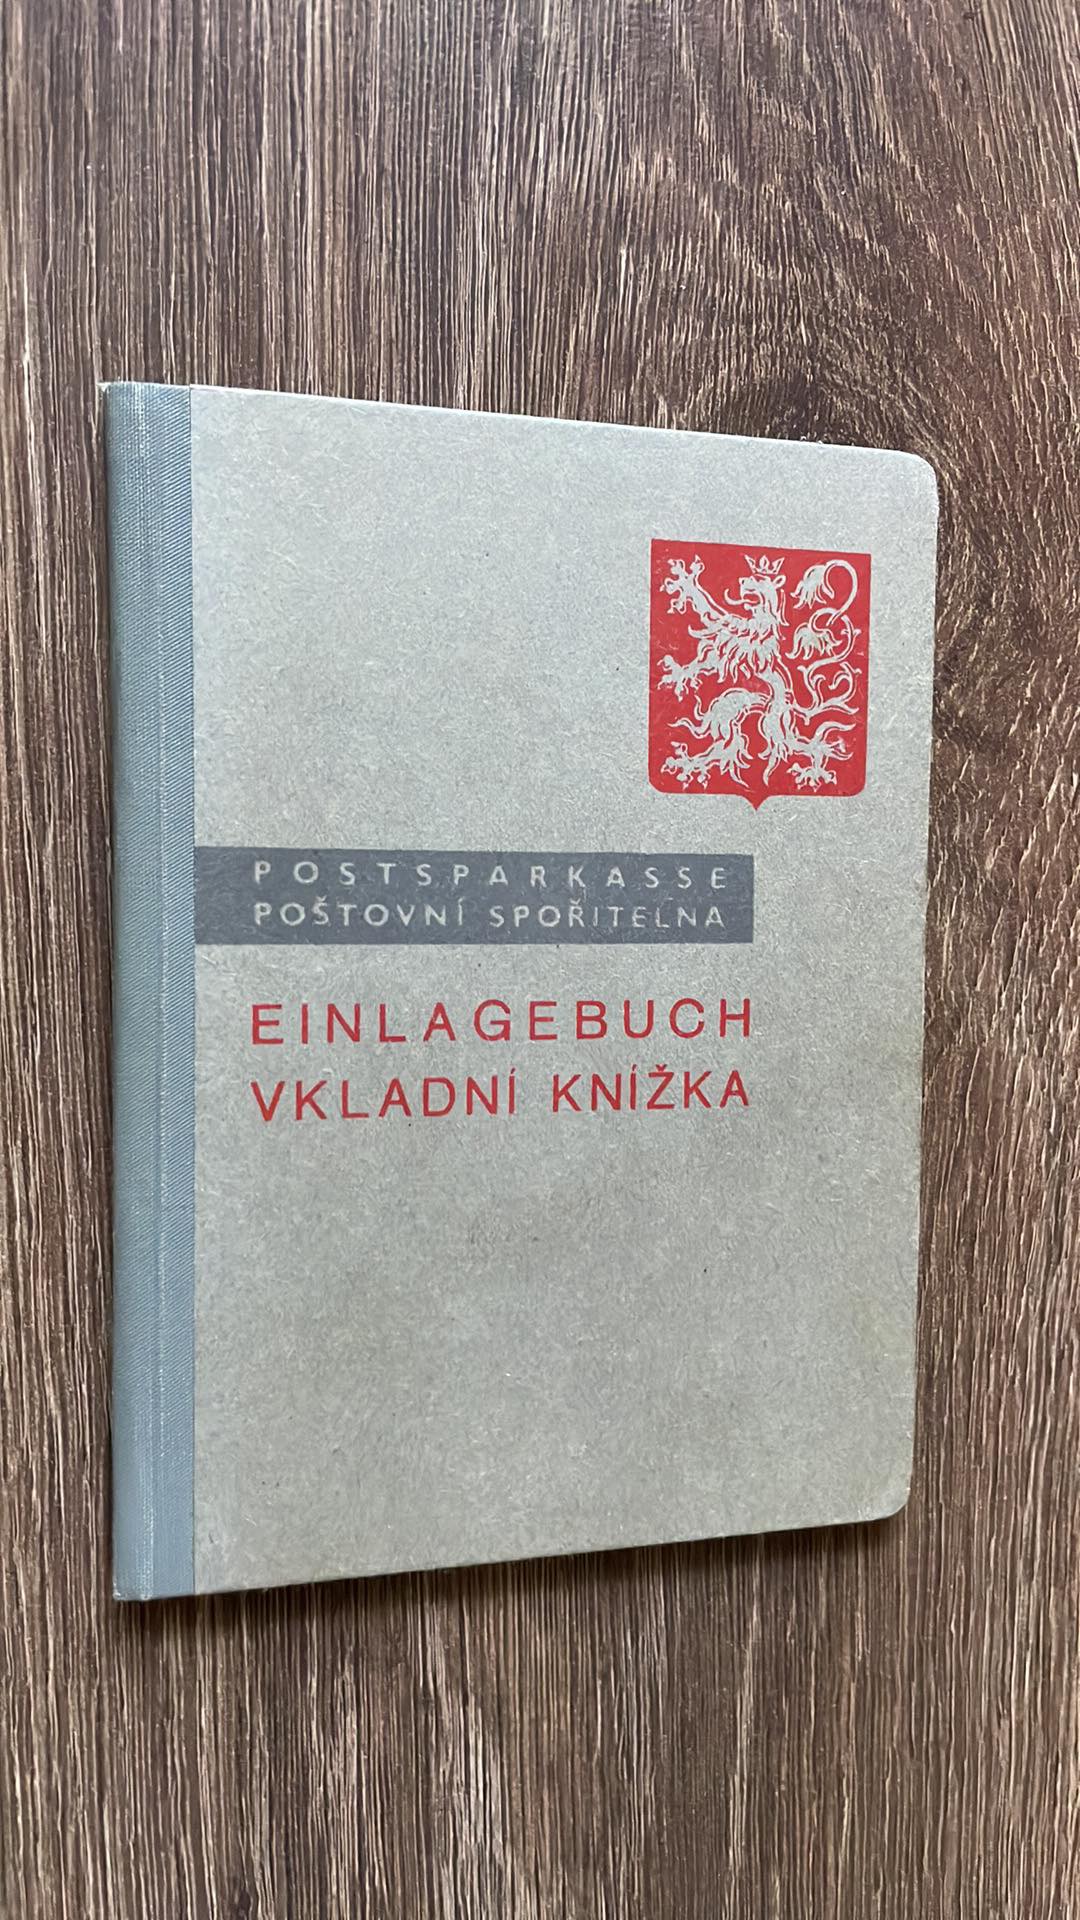 POSTSPARKASSE
POŠTOVNÍ SPOŘITELNA
EINLAGEBUCH
VKLADNÍ KNÍŽKA